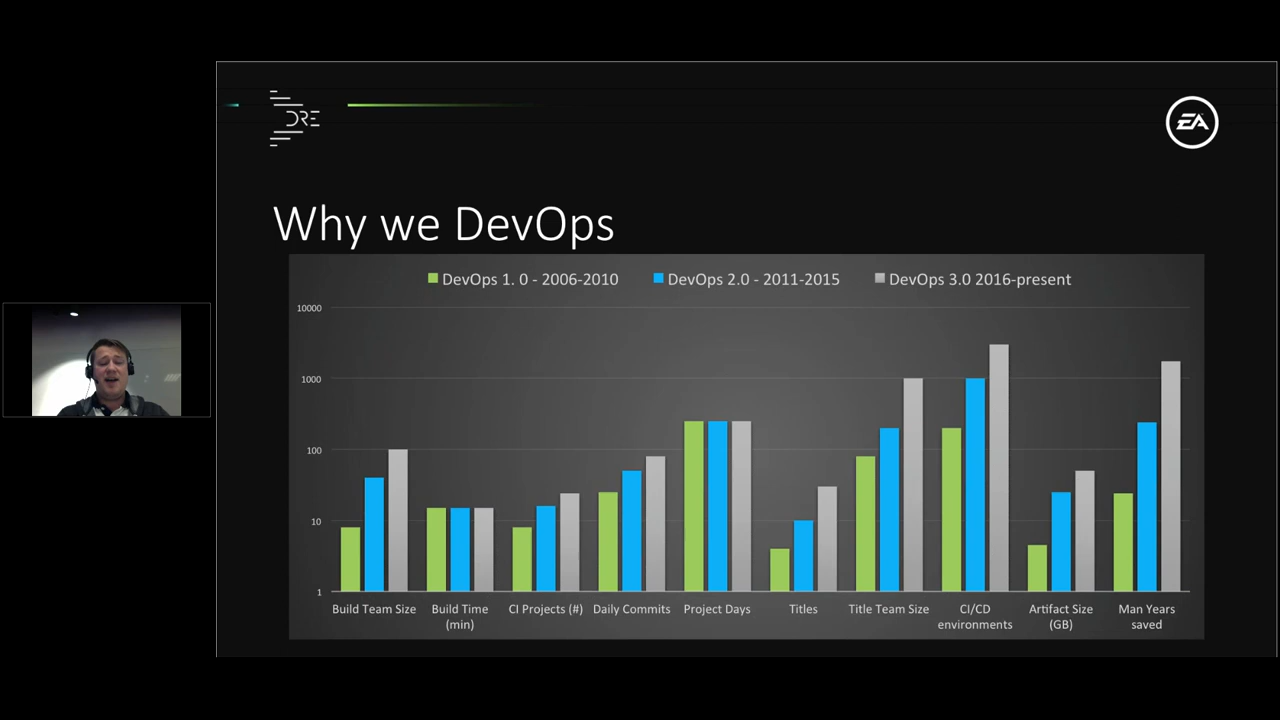 DRE
EA
Why we DevOps
DevOps 1. 0 - 2006-2010
DevOps 2.0 - 2011-2015
DevOps 3.0 2016-present
10000
1000
100
10
1
Build Team Size
Build Time
(min)
CI Projects (#)
Daily Commits
Project Days
Titles
Title Team Size
CI/CD
environments
Artifact Size
(GB)
Man Years
saved